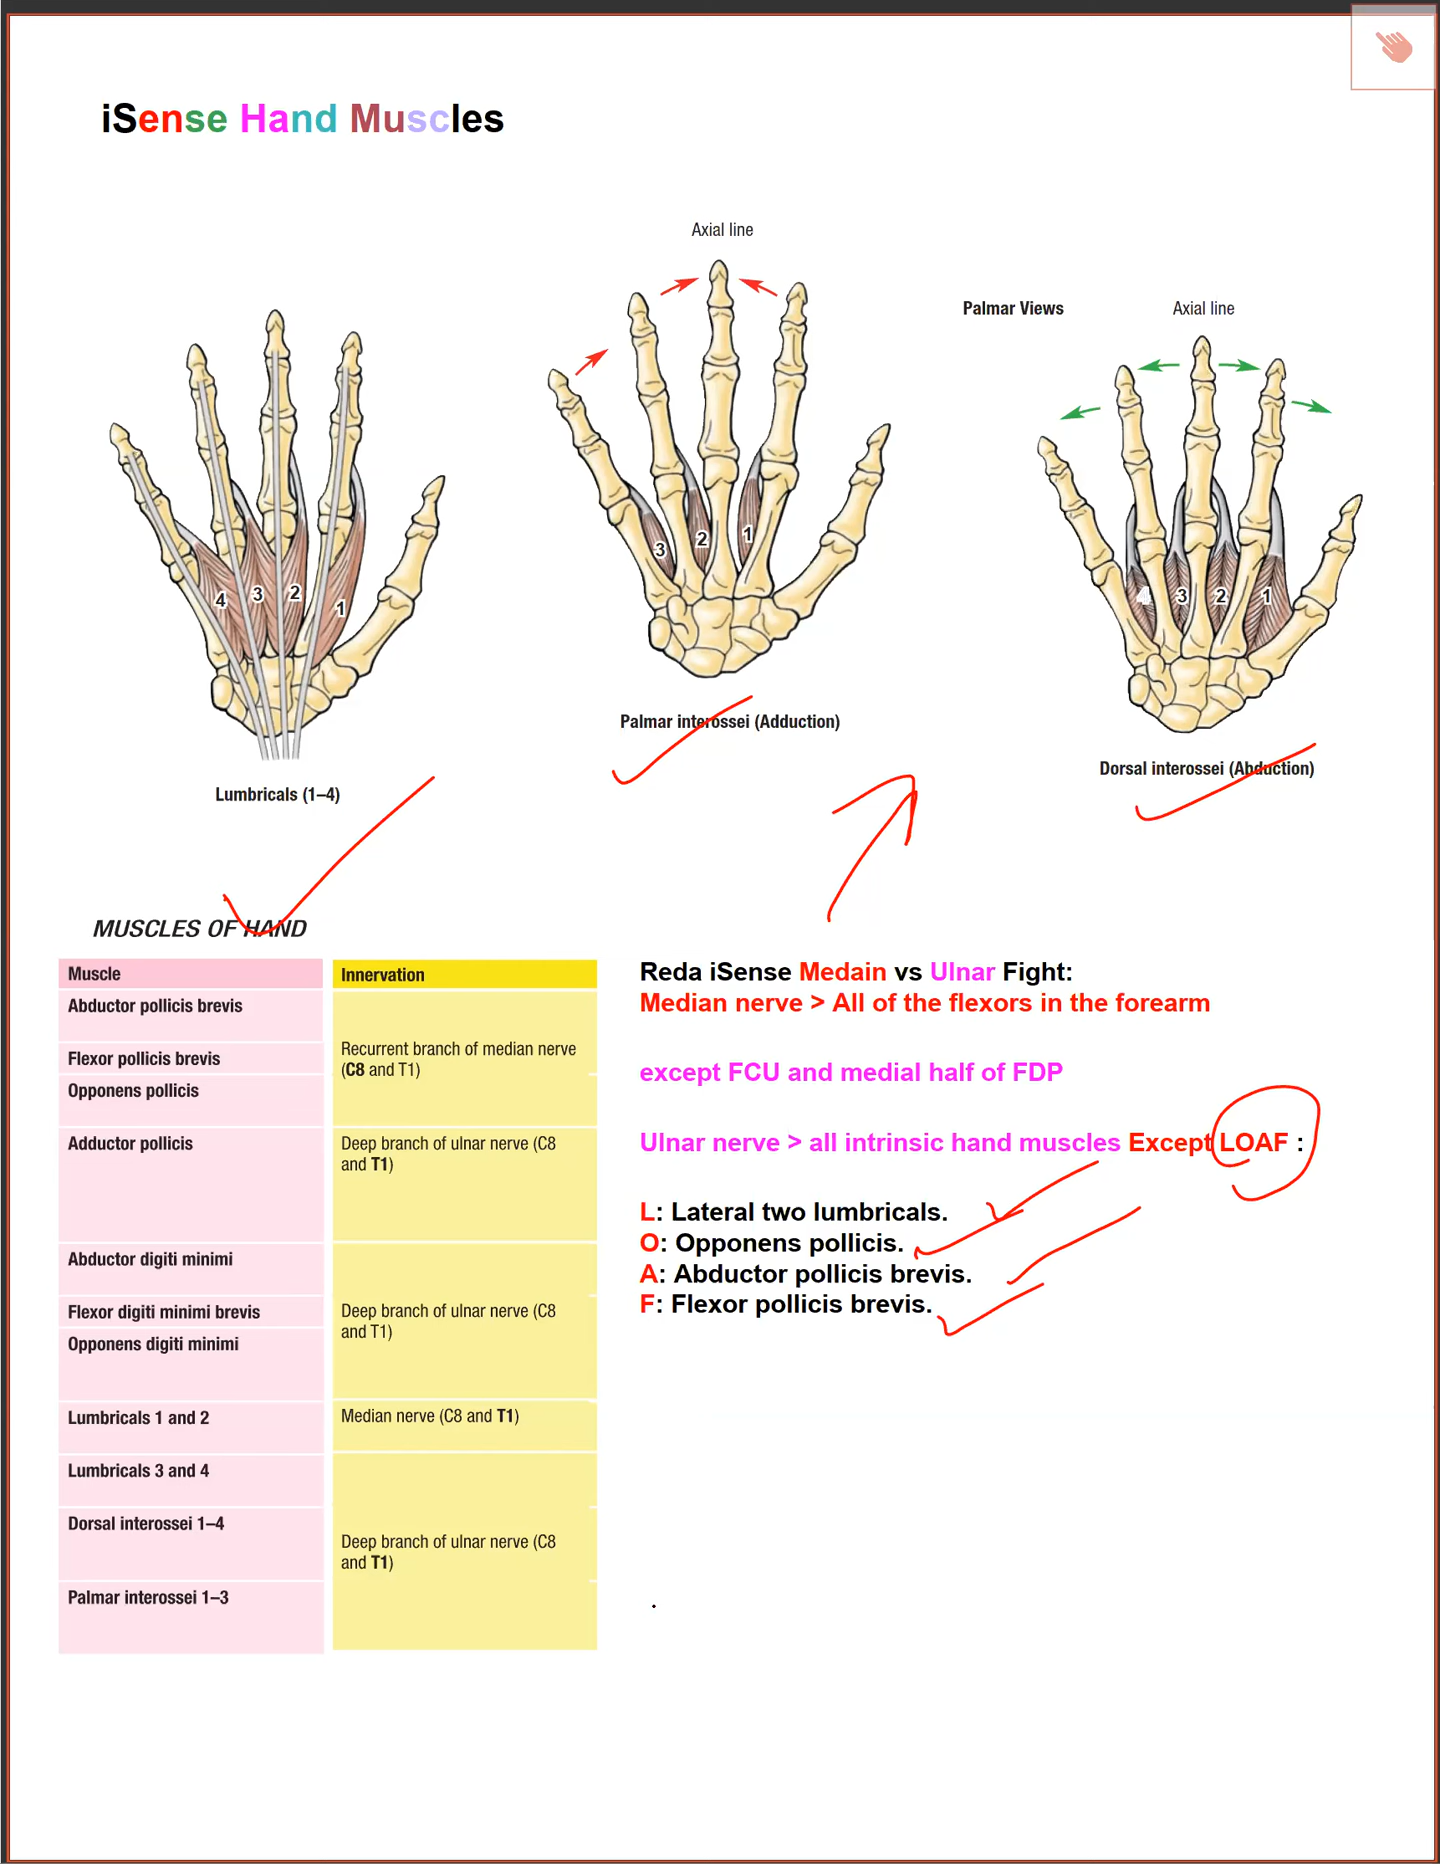 iSense Hand Muscles
Axial line
Palmar Views
Axial line
4
3
2
1
3
2
1
4
3
2
1
Palmar interossei (Adduction)
Dorsal interossei (Abduction)
Lumbricals (1–4)
MUSCLES OF HAND
Muscle
Innervation
Abductor pollicis brevis
Flexor pollicis brevis
Opponens pollicis
Recurrent branch of median nerve
(C8 and T1)
Adductor pollicis
Deep branch of ulnar nerve (C8
and T1)
Abductor digiti minimi
Flexor digiti minimi brevis
Opponens digiti minimi
Deep branch of ulnar nerve (C8
and T1)
Lumbricals 1 and 2
Median nerve (C8 and T1)
Lumbricals 3 and 4
Dorsal interossei 1–4
Palmar interossei 1–3
Deep branch of ulnar nerve (C8
and T1)
Reda iSense Medain vs Ulnar Fight:
Median nerve > All of the flexors in the forearm
except FCU and medial half of FDP
Ulnar nerve > all intrinsic hand muscles Except LOAF :
L: Lateral two lumbricals.
O: Opponens pollicis.
A: Abductor pollicis brevis.
F: Flexor pollicis brevis.
.